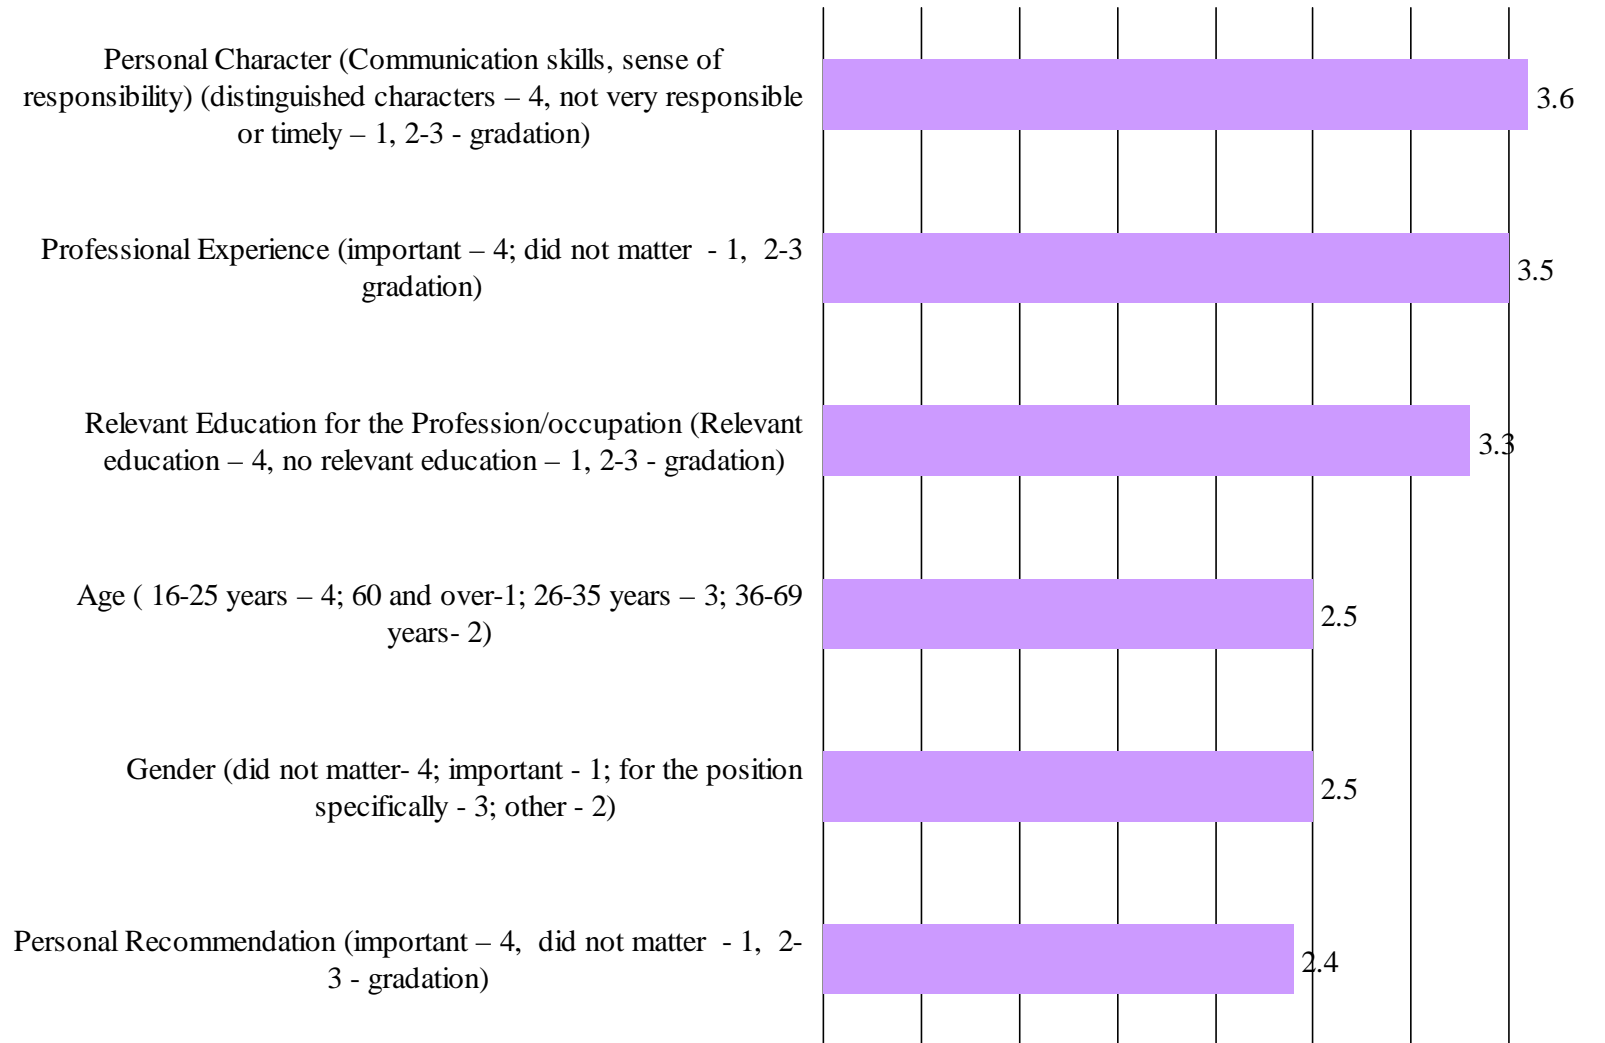 Personal Character (Communication skills, sense of
responsibility) (distinguished characters – 4, not very responsible
or timely – 1, 2-3 - gradation)
3.6
Professional Experience (important – 4; did not matter  - 1,  2-3
gradation)
3.5
Relevant Education for the Profession/occupation (Relevant
education – 4, no relevant education – 1, 2-3 - gradation)
3.3
Age ( 16-25 years – 4; 60 and over-1; 26-35 years – 3; 36-69
years- 2)
2.5
Gender (did not matter- 4; important - 1; for the position
specifically - 3; other - 2)
2.5
Personal Recommendation (important – 4,  did not matter  - 1,  2-
3 - gradation)
2.4